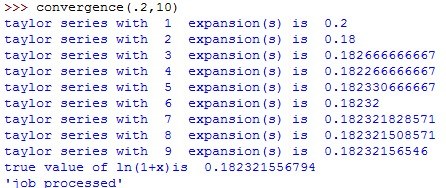 >>> convergence(.2,10)
taylor series with  1  expansion(s) is  0.2
taylor series with  2  expansion(s) is  0.18
taylor series with  3  expansion(s) is  0.182666666667
taylor series with  4  expansion(s) is  0.182266666667
taylor series with  5  expansion(s) is  0.182330666667
taylor series with  6  expansion(s) is  0.18232
taylor series with  7  expansion(s) is  0.182321828571
taylor series with  8  expansion(s) is  0.182321508571
taylor series with  9  expansion(s) is  0.18232156546
true value of ln(1+x)is  0.182321556794
'job processed'